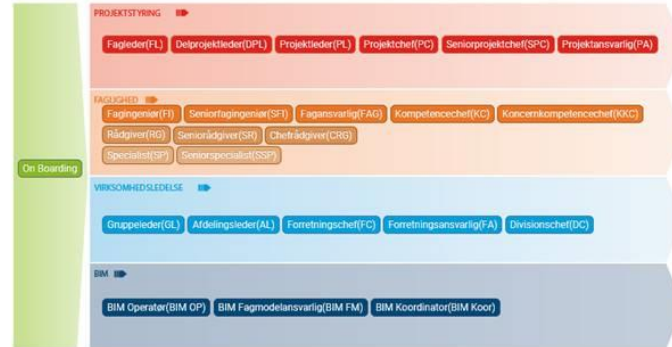 PROJEKTSTYRING
Fagleder(FL) Delprojektleder(DPL) Projektleder(PL) Projektchef(PC) Seniorprojektchef(SPC) Projektansvarlig(PA)
FAGLIGHED
Fagingeniør(FI) Seniorfagingeniør(SFI) Fagansvarlig(FAG) Kompetencechef(KC) Koncernkompetencechef(KKC)
Rådgiver(RG) Seniorådgiver(SR) Chefrådgiver(CRG)
Specialist(SP) Seniorspecialist(SSP)
On Boarding
VIRKSOMHEDSLEDELSE
Gruppeleder(GL) Afdelingsleder(AL) Forretningschef(FC) Forretningsansvarlig(FA) Divisionschef(DC)
BIM
BIM Operatør(BIM OP) BIM Fagmodelansvarlig(BIM FM) BIM Koordinator(BIM Koor)